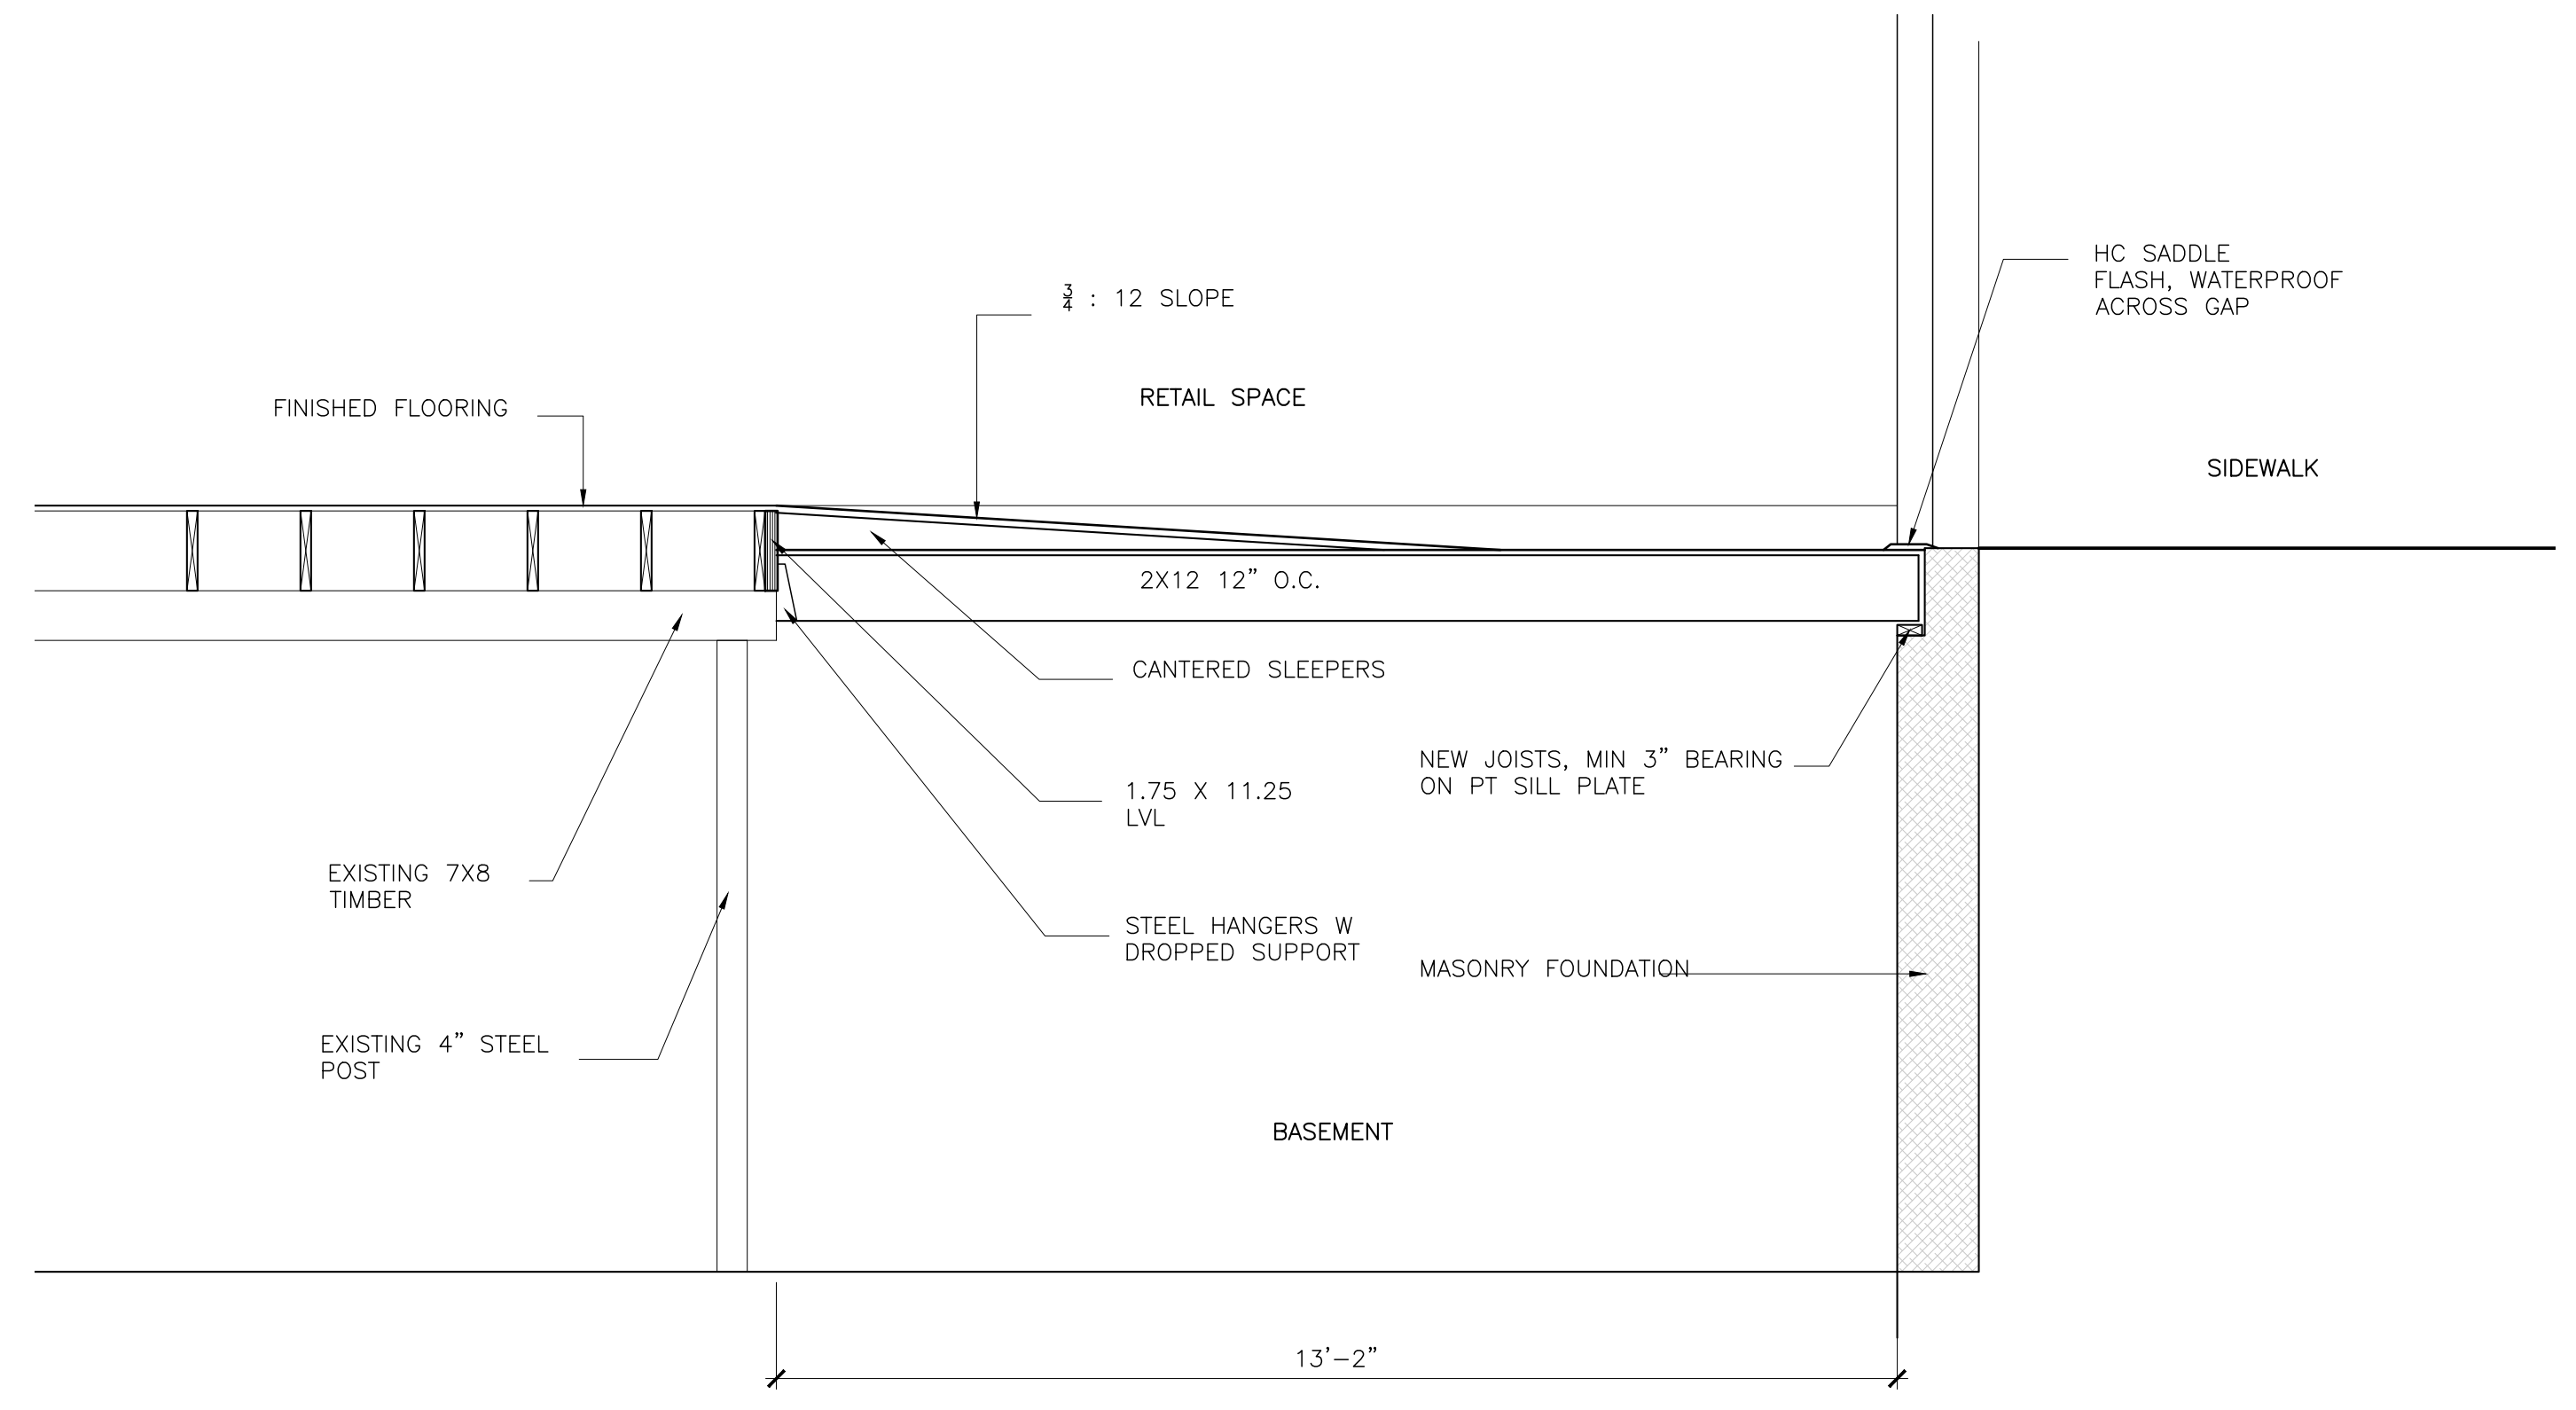 HC SADDLE
FLASH, WATERPROOF
ACROSS GAP
3/4 : 12 SLOPE
RETAIL SPACE
FINISHED FLOORING
SIDEWALK
2X12 12” O.C.
CANTERED SLEEPERS
NEW JOISTS, MIN 3” BEARING
ON PT SILL PLATE
1.75 X 11.25
LVL
EXISTING 7X8
TIMBER
STEEL HANGERS W
DROPPED SUPPORT
MASONRY FOUNDATION
EXISTING 4” STEEL
POST
BASEMENT
13’-2”